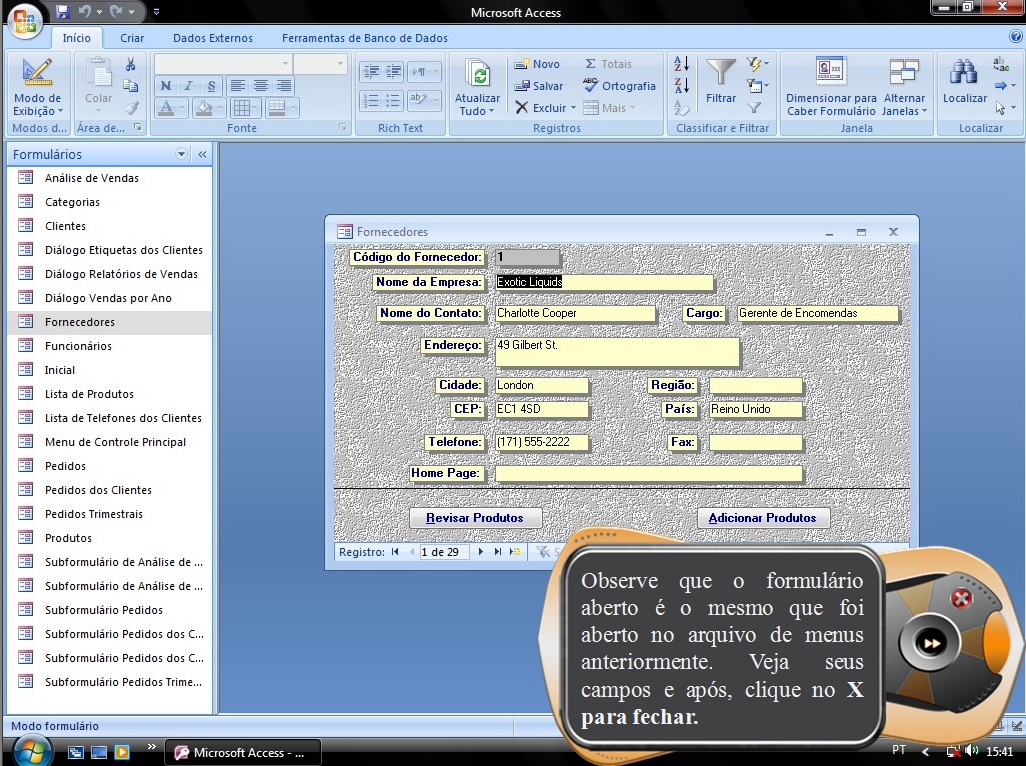 Microsoft Access
Início Criar Dados Externos Ferramentas de Banco de Dados
Modo de Exibição
Modos d...
Colar
Área de...
N I S
A
Fonte
Rich Text
Atualizar Tudo
Novo
Salvar
Excluir
Totais
Ortografia
Mais
Registros
Filtrar
Classificar e Filtrar
Dimensionar para Caber Formulário
Alternar Janelas
Janela
Localizar
Localizar
Formulários
Análise de Vendas
Categorias
Clientes
Diálogo Etiquetas dos Clientes
Diálogo Relatórios de Vendas
Diálogo Vendas por Ano
Fornecedores
Funcionários
Inicial
Lista de Produtos
Lista de Telefones dos Clientes
Menu de Controle Principal
Pedidos
Pedidos dos Clientes
Pedidos Trimestrais
Produtos
Subformulário de Análise de ...
Subformulário de Análise de ...
Subformulário Pedidos
Subformulário Pedidos dos C...
Subformulário Pedidos dos C...
Subformulário Pedidos Trime...
Fornecedores
Código do Fornecedor: 1
Nome da Empresa: Exotic Liquids
Nome do Contato: Charlotte Cooper Cargo: Gerente de Encomendas
Endereço: 49 Gilbert St.
Cidade: London Região:
CEP: EC1 4SD País: Reino Unido
Telefone: (171) 555-2222 Fax:
Home Page:
Revisar Produtos Adicionar Produtos
Registro: 1 de 29
Observe que o formulário
aberto é o mesmo que foi
aberto no arquivo de menus
anteriormente. Veja seus
campos e após, clique no X
para fechar.
Modo formulário
Microsoft Access - ...
PT 15:41